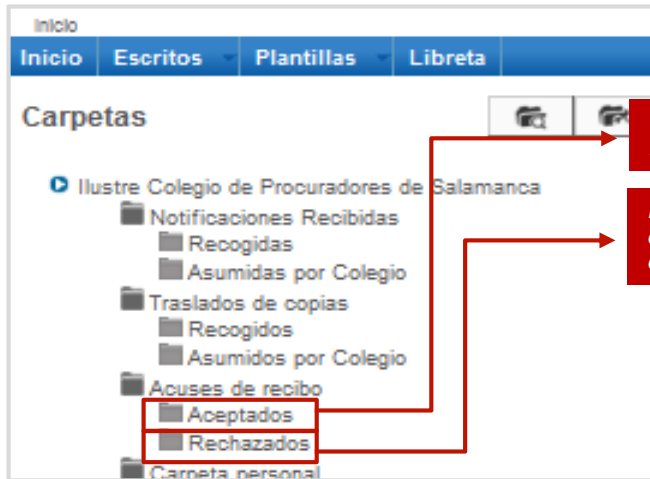 Inicio
Inicio Escritos Plantillas Libreta
Carpetas
Ilustre Colegio de Procuradores de Salamanca
Notificaciones Recibidas
Recogidas
Asumidas por Colegio
Traslados de copias
Recogidos
Asumidos por Colegio
Acuses de recibo
Aceptados
Rechazados
Carpeta personal